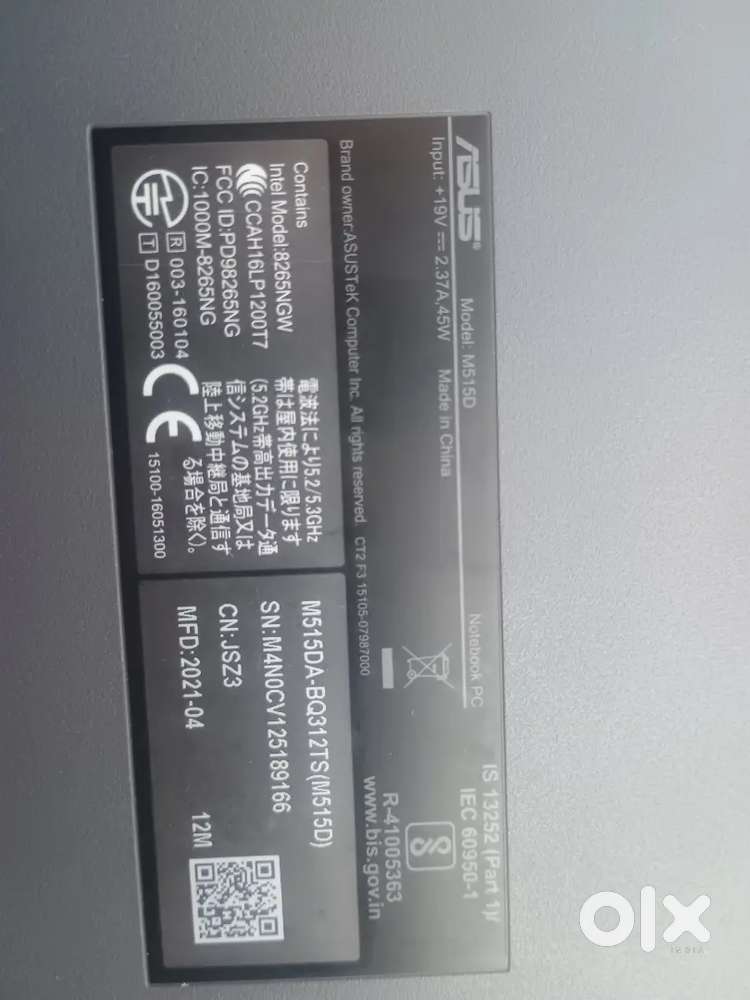 ASUS®
Model: M515D
Notebook PC
Input: +19V ⎓ 2.37A,45W
Made in China
Brand owner:ASUSTeK Computer Inc. All rights reserved.
CT2 F3 15105-07987000
IS 13252 (Part 1)/
IEC 60950-1
R-41005363
www.bis.gov.in
Contains
Intel Model:8265NGW
CCAH16LP1200T7
FCC ID:PD98265NG
IC:1000M-8265NG
R 003-160104
T D160055003
CE
15100-16051300
電波法により5.2/5.3GHz
帯は屋内使用に限ります
(5.2GHz帯高出力データ通
信システムの基地局又は
陸上移動中継局と通信す
る場合を除く)。
M515DA-BQ312TS(M515D)
SN:M4N0CV125189166
CN:JSZ3
MFD:2021-04
12M
olx
INDIA